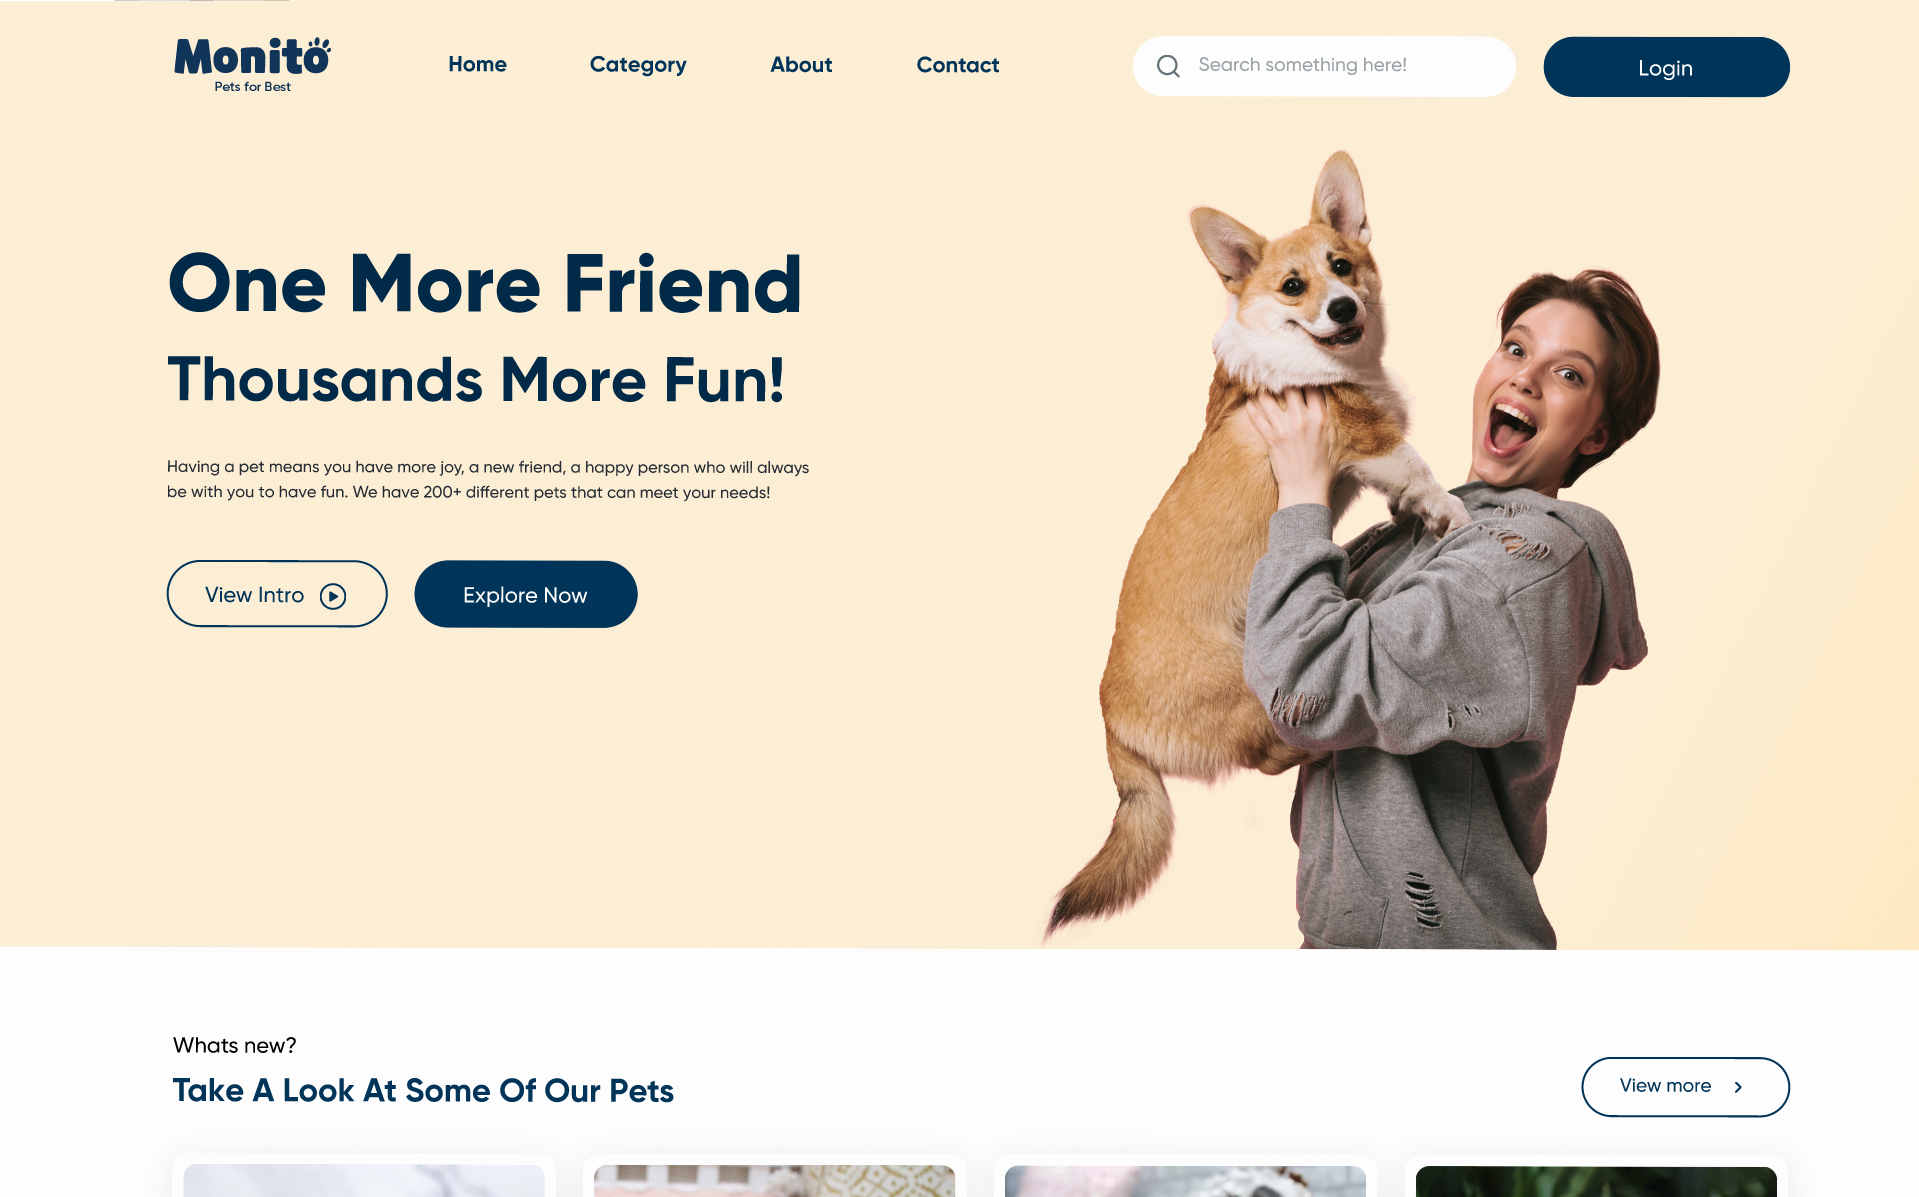 Monito
Pets for Best
Home
Category
About
Contact
Search something here!
Login
One More Friend
Thousands More Fun!
Having a pet means you have more joy, a new friend, a happy person who will always
be with you to have fun. We have 200+ different pets that can meet your needs!
View Intro
Explore Now
Whats new?
Take A Look At Some Of Our Pets
View more